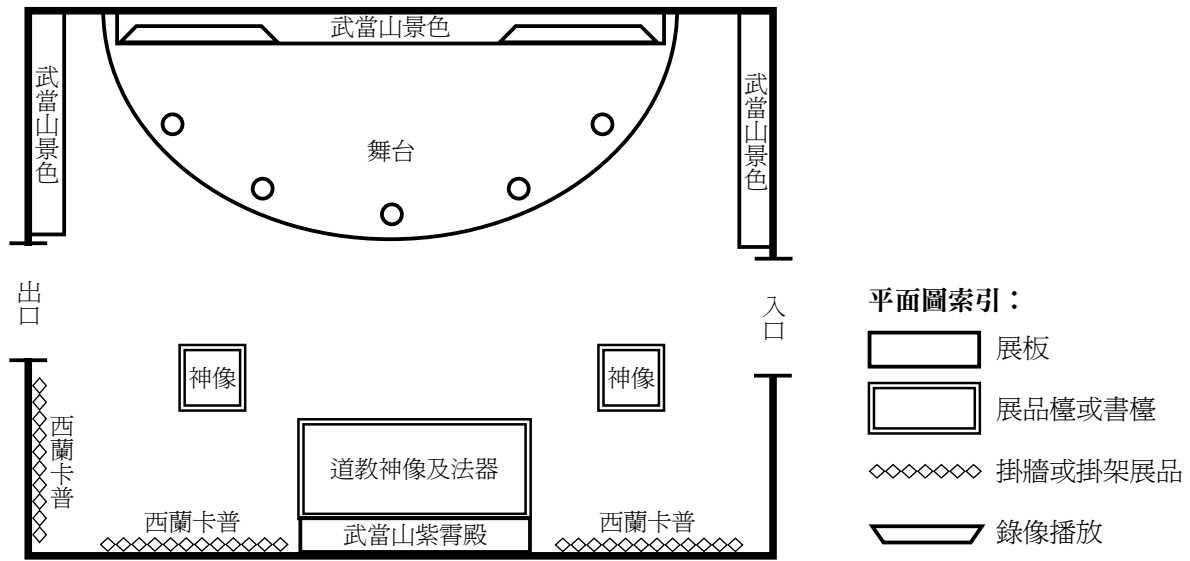 武當山景色
武當山景色
武當山景色
舞台
出口
入口
神像
神像
西蘭卡普
道教神像及法器
西蘭卡普
武當山紫霄殿
西蘭卡普
平面圖索引：
展板
展品檯或書檯
掛牆或掛架展品
錄像播放